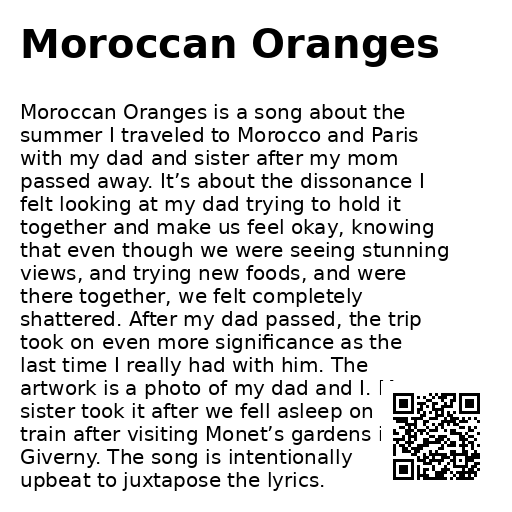 Moroccan Oranges
Moroccan Oranges is a song about the
summer I traveled to Morocco and Paris
with my dad and sister after my mom
passed away. It’s about the dissonance I
felt looking at my dad trying to hold it
together and make us feel okay, knowing
that even though we were seeing stunning
views, and trying new foods, and were
there together, we felt completely
shattered. After my dad passed, the trip
took on even more significance as the
last time I really had with him. The
artwork is a photo of my dad and I.
sister took it after we fell asleep on
train after visiting Monet’s gardens
Giverny. The song is intentionally
upbeat to juxtapose the lyrics.